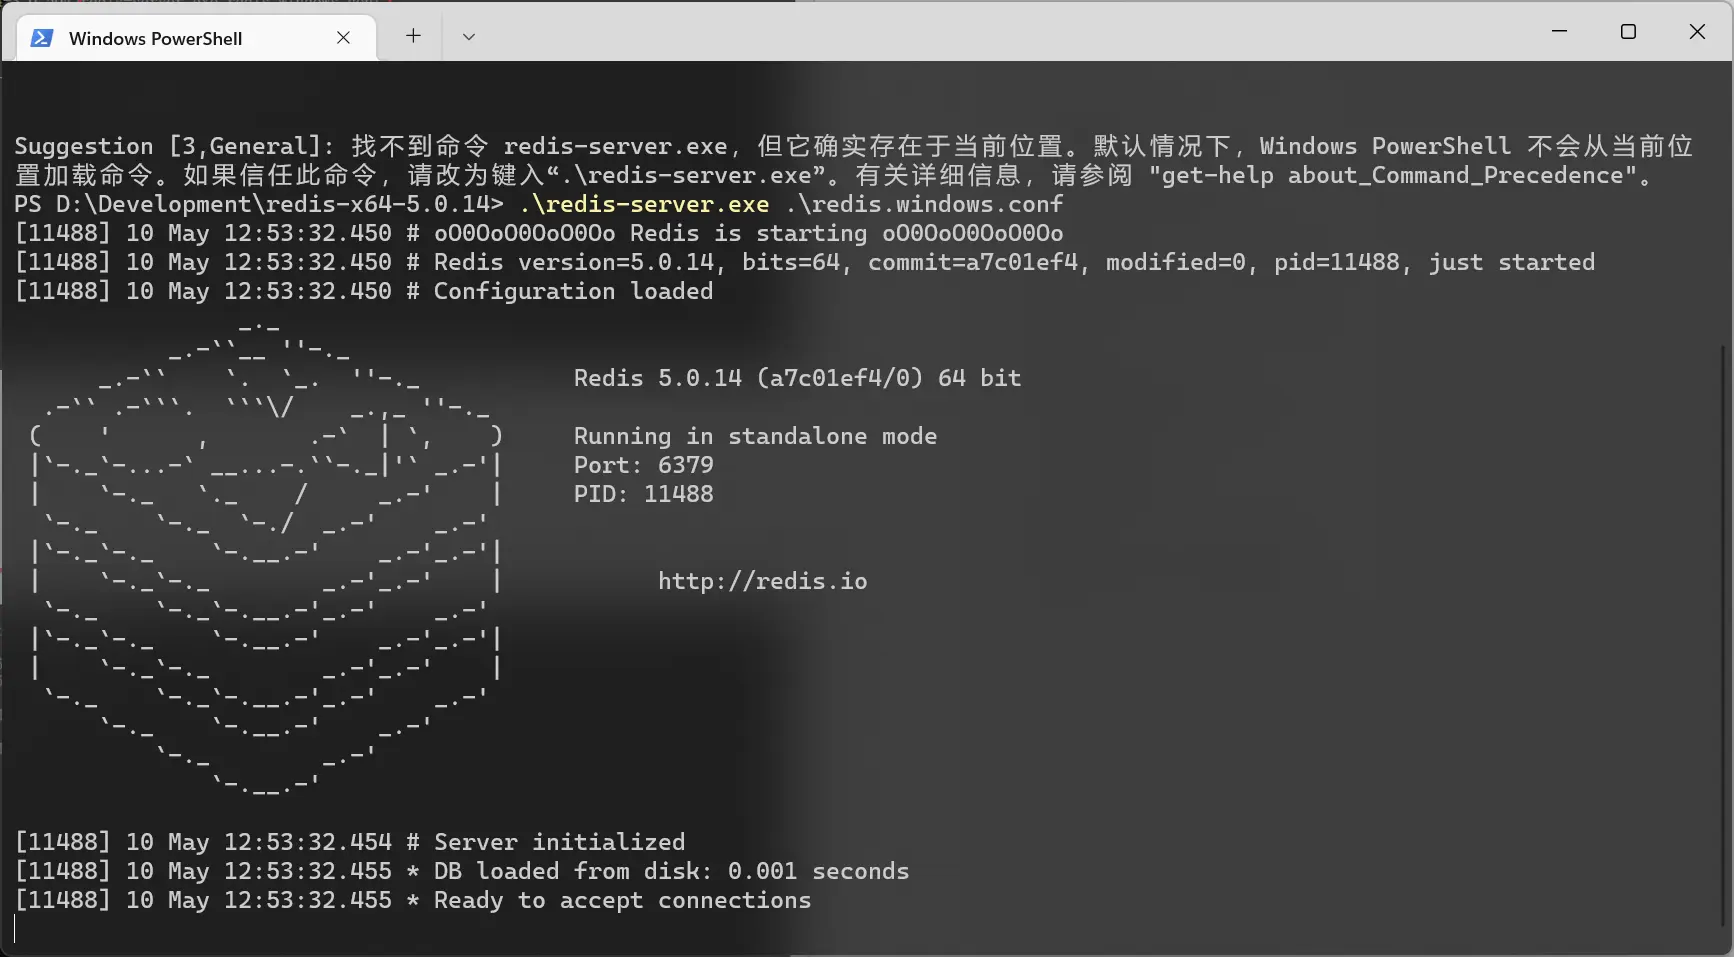 Windows PowerShell
Suggestion [3,General]: 找不到命令 redis-server.exe，但它确实存在于当前位置。默认情况下，Windows PowerShell 不会从当前位
置加载命令。如果信任此命令，请改为键入“.\redis-server.exe”。有关详细信息，请参阅 "get-help about_Command_Precedence"。
PS D:\Development\redis-x64-5.0.14> .\redis-server.exe .\redis.windows.conf
[11488] 10 May 12:53:32.450 # oO0OoO0OoO0Oo Redis is starting oO0OoO0OoO0Oo
[11488] 10 May 12:53:32.450 # Redis version=5.0.14, bits=64, commit=a7c01ef4, modified=0, pid=11488, just started
[11488] 10 May 12:53:32.450 # Configuration loaded
Redis 5.0.14 (a7c01ef4/0) 64 bit
Running in standalone mode
Port: 6379
PID: 11488
http://redis.io
[11488] 10 May 12:53:32.454 # Server initialized
[11488] 10 May 12:53:32.455 * DB loaded from disk: 0.001 seconds
[11488] 10 May 12:53:32.455 * Ready to accept connections